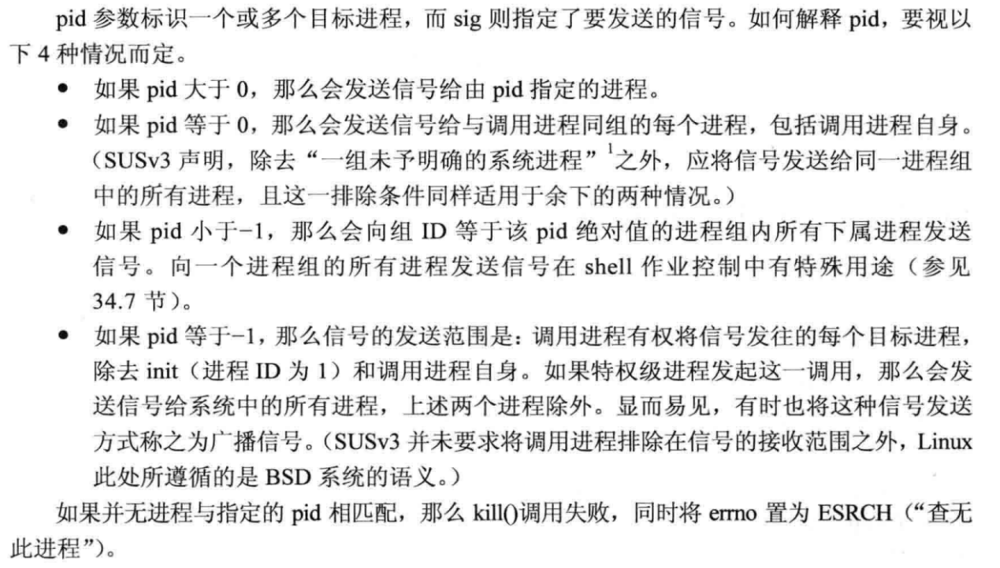 pid 参数标识一个或多个目标进程，而 sig 则指定了要发送的信号。如何解释 pid，要视以
下 4 种情况而定。
● 如果 pid 大于 0，那么会发送信号给由 pid 指定的进程。
● 如果 pid 等于 0，那么会发送信号给与调用进程同组的每个进程，包括调用进程自身。
（SUSv3 声明，除去“一组未予明确的系统进程”1之外，应将信号发送给同一进程组
中的所有进程，且这一排除条件同样适用于余下的两种情况。）
● 如果 pid 小于−1，那么会向组 ID 等于该 pid 绝对值的进程组内所有下属进程发送
信号。向一个进程组的所有进程发送信号在 shell 作业控制中有特殊用途（参见
34.7 节）。
● 如果 pid 等于−1，那么信号的发送范围是：调用进程有权将信号发往的每个目标进程，
除去 init（进程 ID 为 1）和调用进程自身。如果特权级进程发起这一调用，那么会发
送信号给系统中的所有进程，上述两个进程除外。显而易见，有时也将这种信号发送
方式称之为广播信号。（SUSv3 并未要求将调用进程排除在信号的接收范围之外，Linux
此处所遵循的是 BSD 系统的语义。）
如果并无进程与指定的 pid 相匹配，那么 kill()调用失败，同时将 errno 置为 ESRCH（“查无
此进程”）。